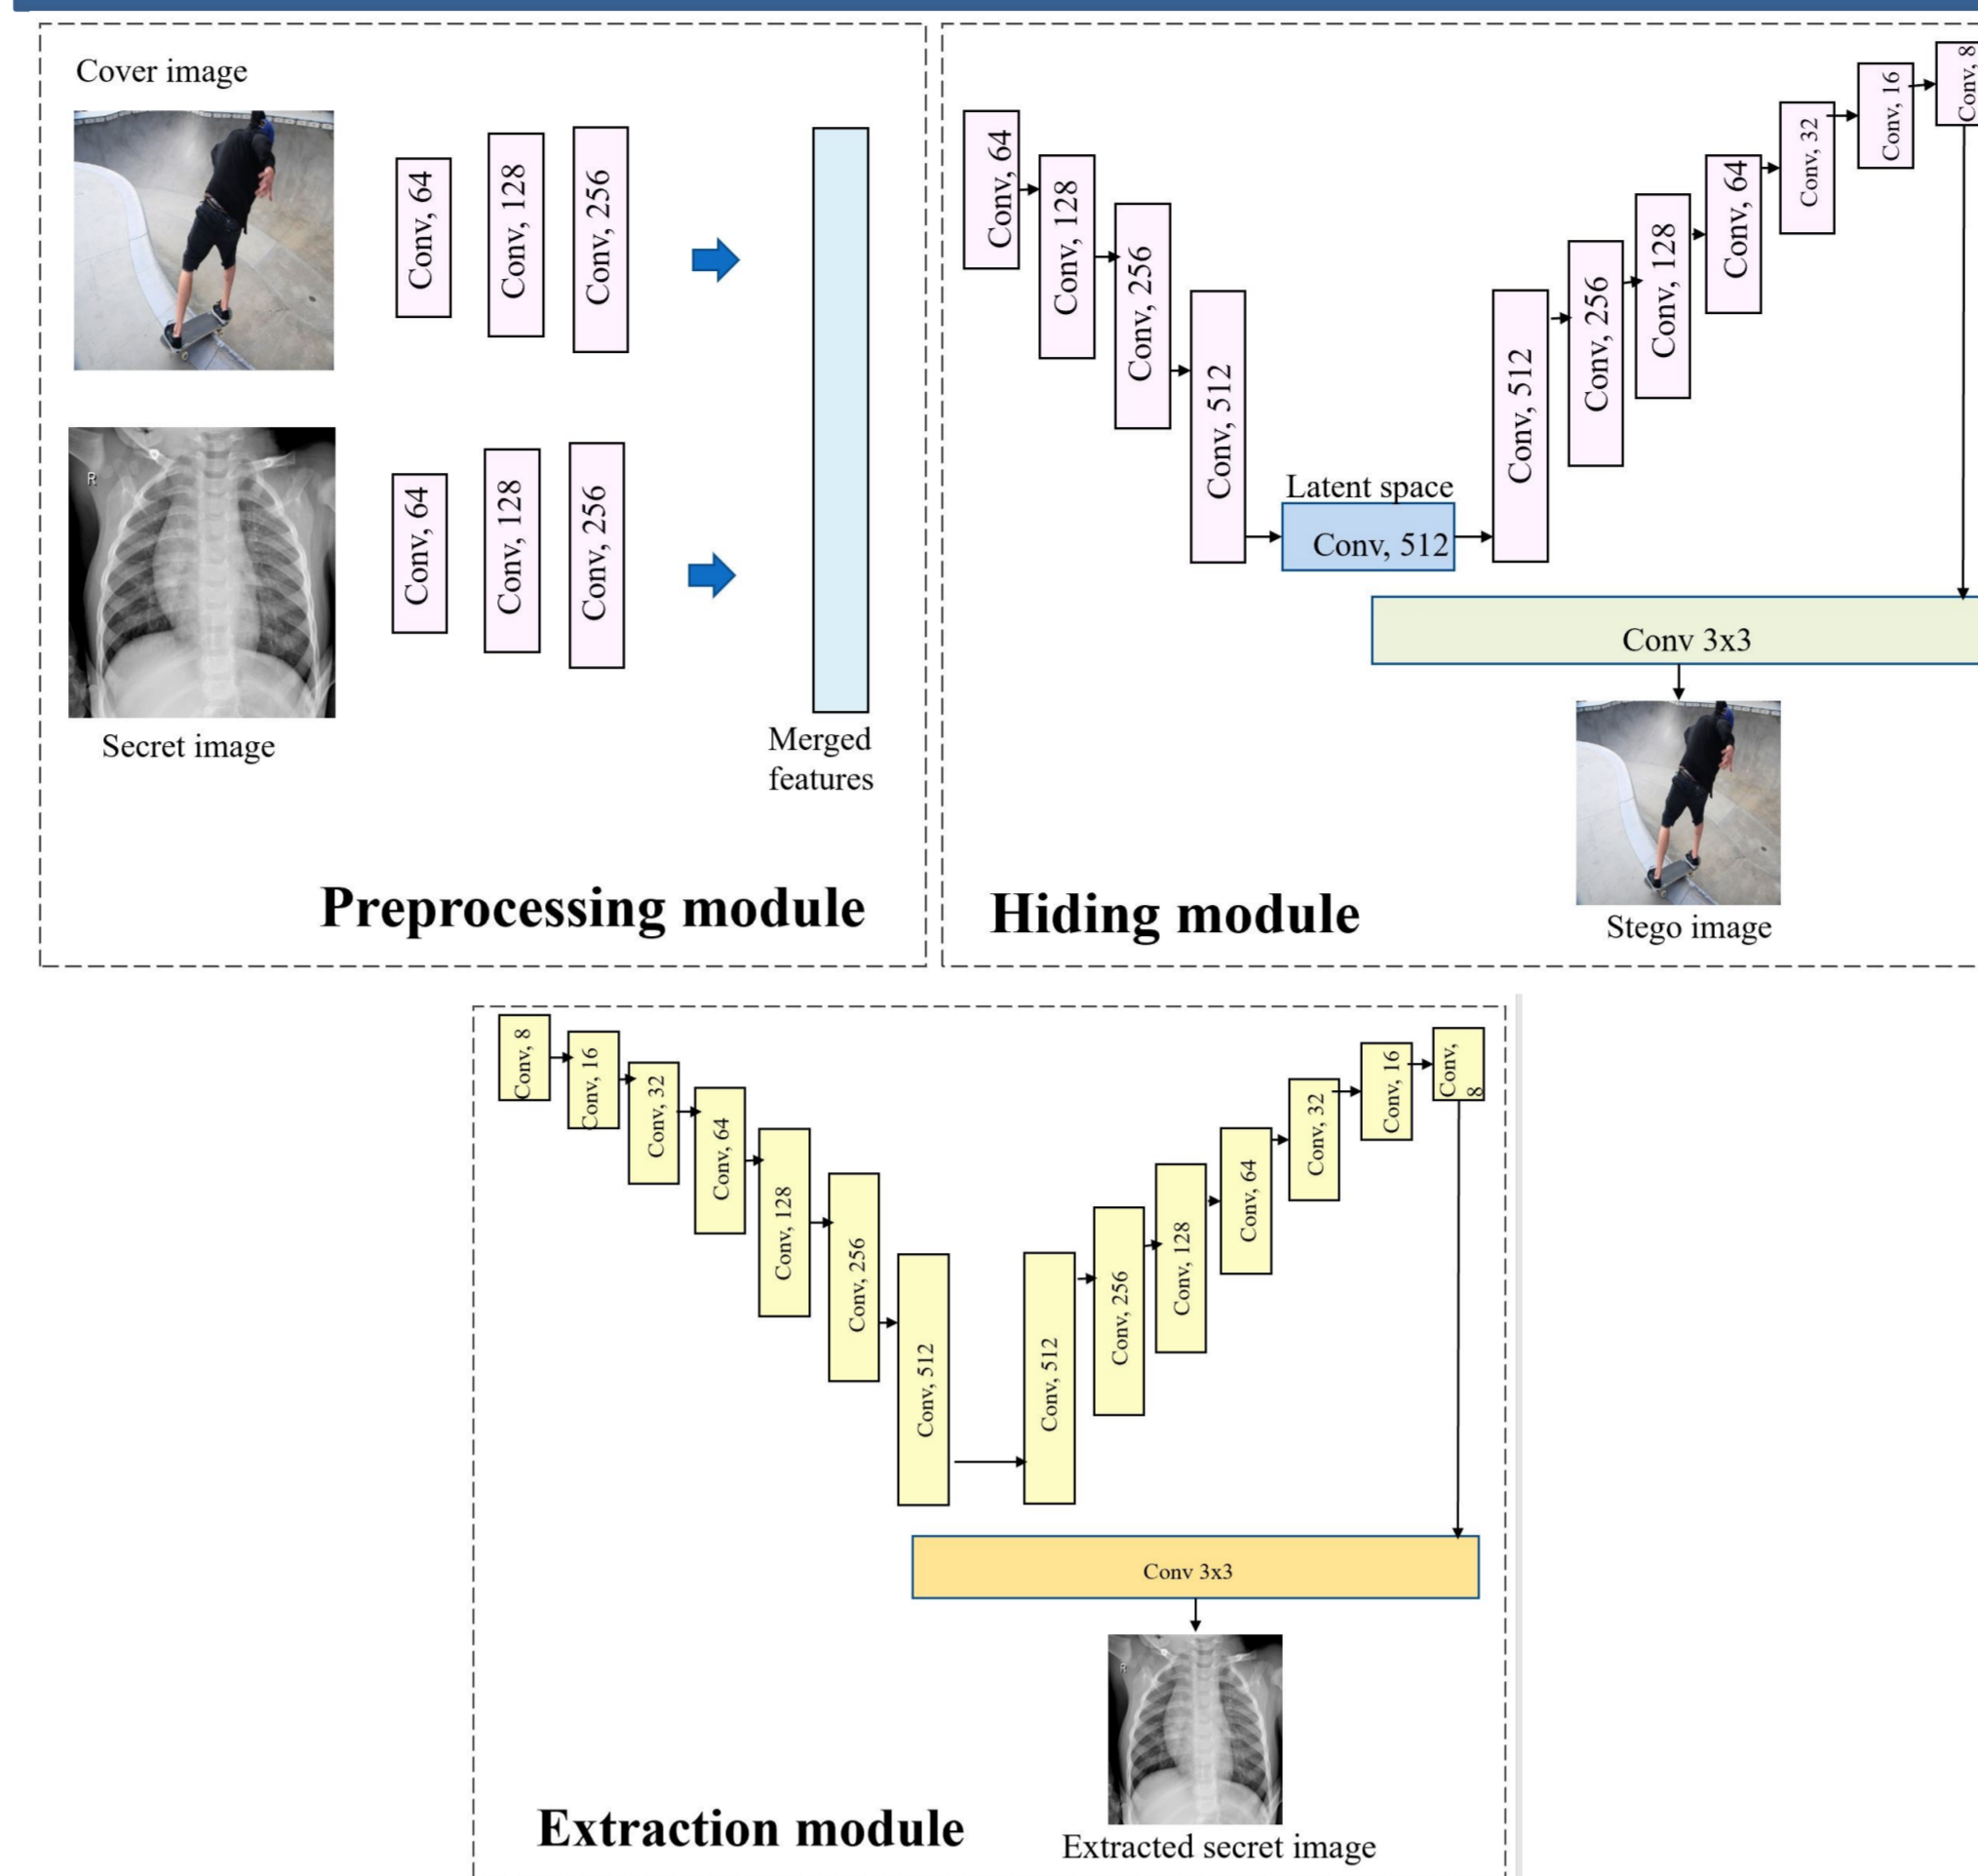 Cover image
Conv, 64
Conv, 128
Conv, 256
R
Conv, 64
Conv, 128
Conv, 256
Secret image
Merged
features
Preprocessing module
Conv, 64
Conv, 128
Conv, 256
Conv, 512
Latent space
Conv, 512
Conv, 512
Conv, 256
Conv, 128
Conv, 64
Conv, 32
Conv, 16
Conv, 8
Conv 3x3
Stego image
Hiding module
Conv, 8
Conv, 16
Conv, 32
Conv, 64
Conv, 128
Conv, 256
Conv, 512
Conv, 512
Conv, 256
Conv, 128
Conv, 64
Conv, 32
Conv, 16
Conv,
8
Conv 3x3
R
Extracted secret image
Extraction module